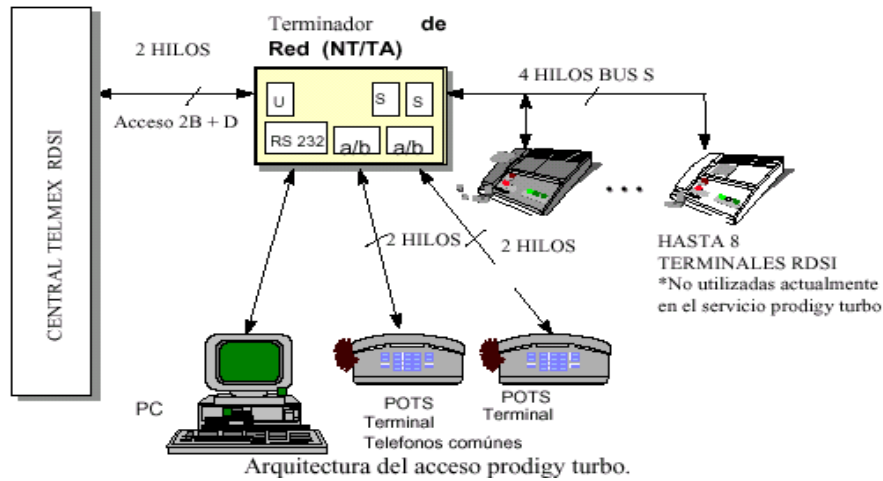 CENTRAL TELMEX RDSI
2 HILOS
Acceso 2B + D
Terminador de
Red (NT/TA)
U
S
S
RS 232
a/b
a/b
4 HILOS BUS S
...
HASTA 8
TERMINALES RDSI
*No utilizadas actualmente
en el servicio prodigy turbo
2 HILOS
2 HILOS
PC
POTS
Terminal
Telefonos comúnes
POTS
Terminal
Arquitectura del acceso prodigy turbo.